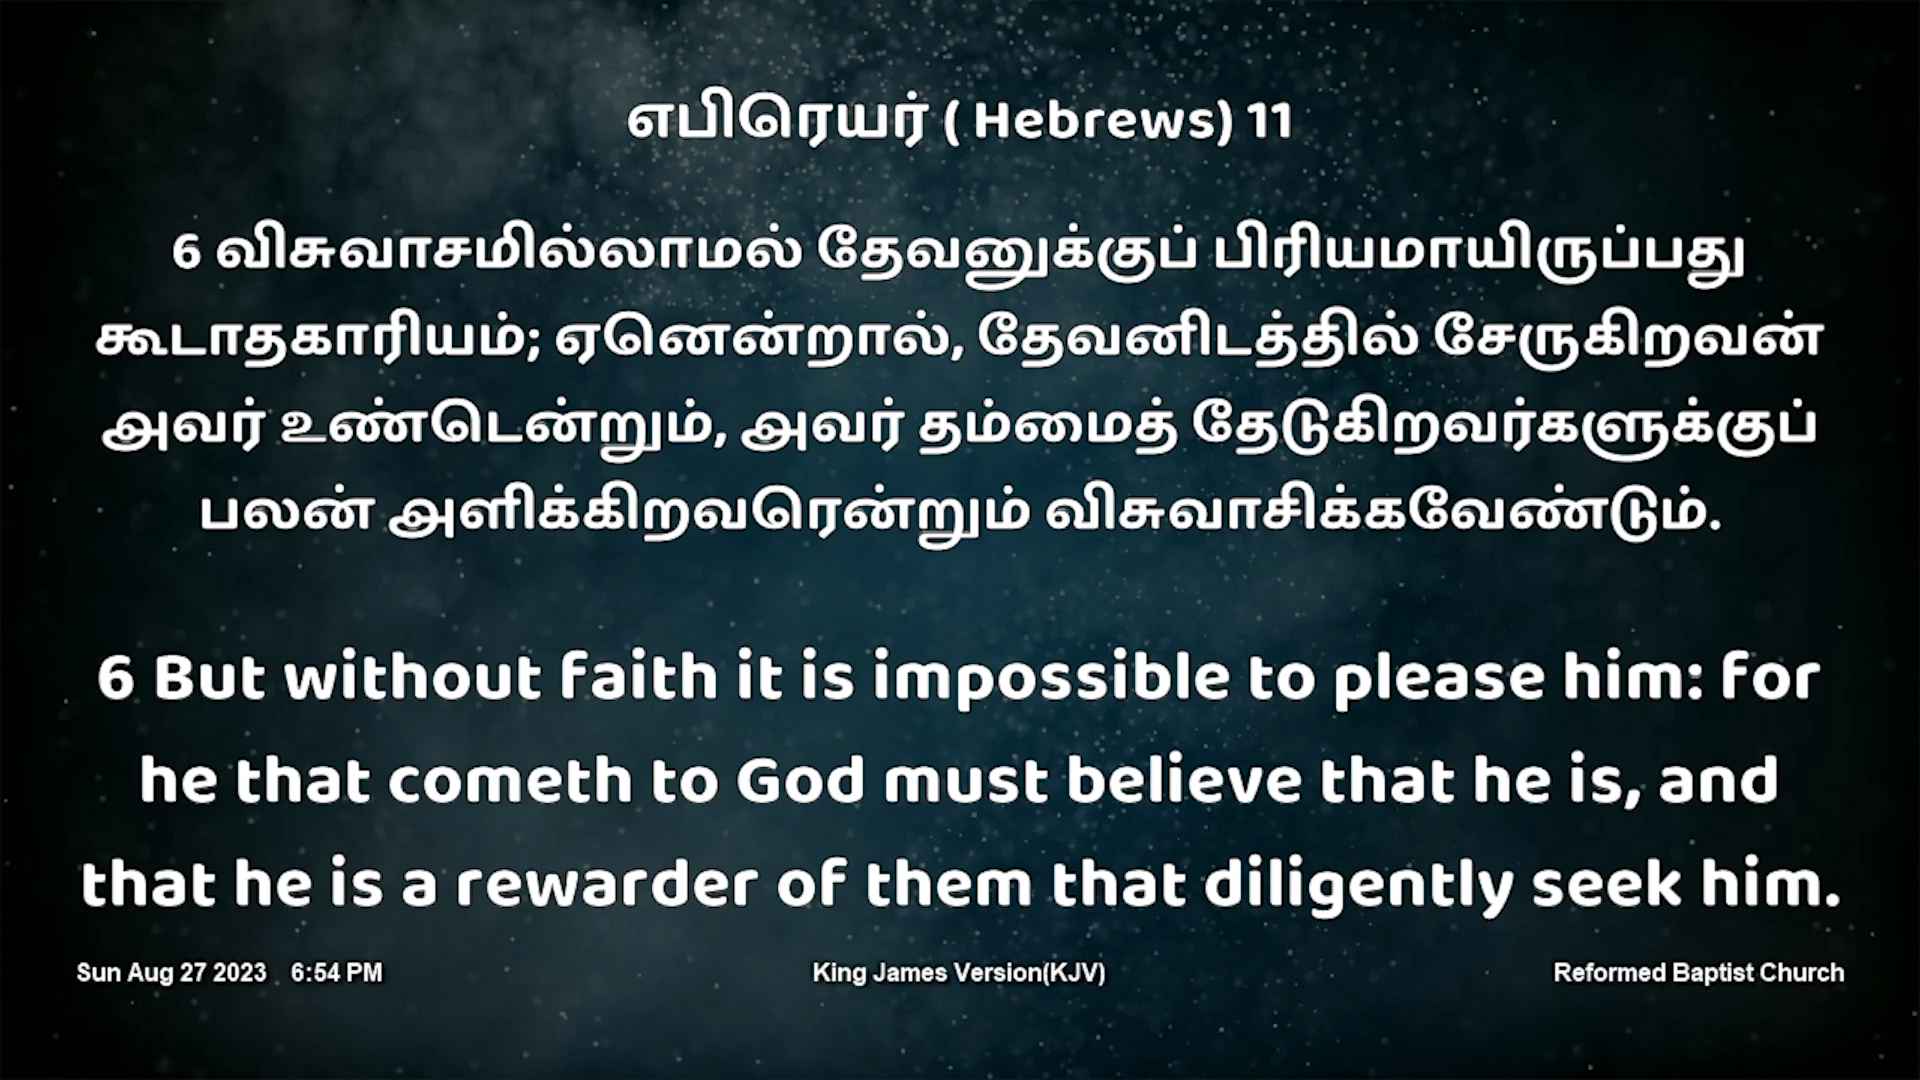 எபிரெயர் ( Hebrews) 11
6 விசுவாசமில்லாமல் தேவனுக்குப் பிரியமாயிருப்பது
கூடாதகாரியம்; ஏனென்றால், தேவனிடத்தில் சேருகிறவன்
அவர் உண்டென்றும், அவர் தம்மைத் தேடுகிறவர்களுக்குப்
பலன் அளிக்கிறவரென்றும் விசுவாசிக்கவேண்டும்.
6 But without faith it is impossible to please him: for
he that cometh to God must believe that he is, and
that he is a rewarder of them that diligently seek him.
Sun Aug 27 2023 6:54 PM King James Version(KJV) Reformed Baptist Church